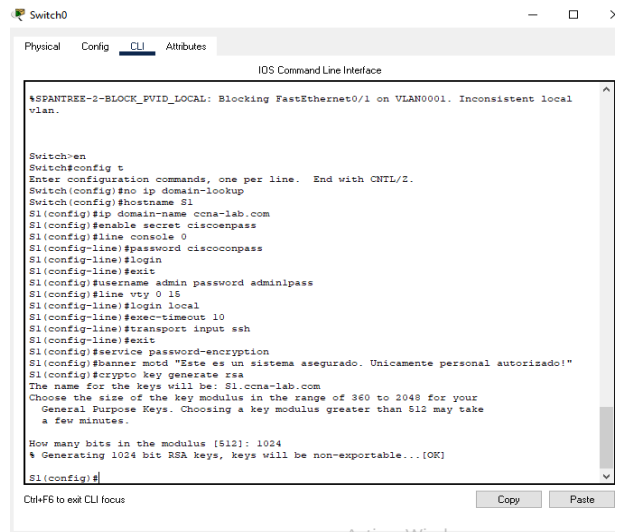 Switch0
Physical Config CLI Attributes
IOS Command Line Interface
%SPANTREE-2-BLOCK_PVID_LOCAL: Blocking FastEthernet0/1 on VLAN0001. Inconsistent local
vlan.
Switch>en
Switch#config t
Enter configuration commands, one per line. End with CNTL/Z.
Switch(config)#no ip domain-lookup
Switch(config)#hostname S1
S1(config)#ip domain-name ccna-lab.com
S1(config)#enable secret ciscoenpass
S1(config)#line console 0
S1(config-line)#password ciscoconpass
S1(config-line)#login
S1(config-line)#exit
S1(config)#username admin password admin1pass
S1(config)#line vty 0 15
S1(config-line)#login local
S1(config-line)#exec-timeout 10
S1(config-line)#transport input ssh
S1(config-line)#exit
S1(config)#service password-encryption
S1(config)#banner motd "Este es un sistema asegurado. Unicamente personal autorizado!"
S1(config)#crypto key generate rsa
The name for the keys will be: S1.ccna-lab.com
Choose the size of the key modulus in the range of 360 to 2048 for your
General Purpose Keys. Choosing a key modulus greater than 512 may take
a few minutes.
How many bits in the modulus [512]: 1024
% Generating 1024 bit RSA keys, keys will be non-exportable...[OK]
S1(config)#
Ctrl+F6 to exit CLI focus
Copy Paste